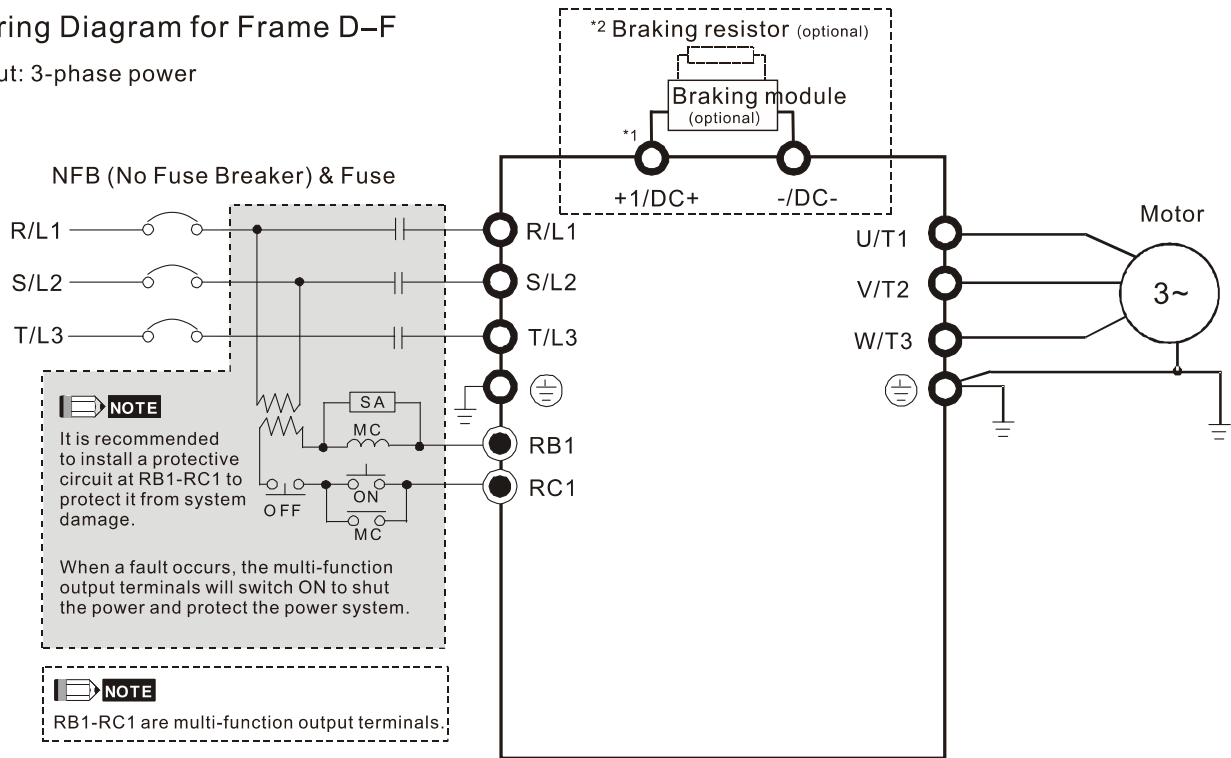 ring Diagram for Frame D–F
ut: 3-phase power
*2 Braking resistor (optional)
Braking module
(optional)
*1
+1/DC+
-/DC-
NFB (No Fuse Breaker) & Fuse
R/L1
R/L1
S/L2
S/L2
T/L3
T/L3
U/T1
V/T2
W/T3
Motor
3~
NOTE
It is recommended
to install a protective
circuit at RB1-RC1 to
protect it from system
damage.
SA
MC
RB1
OFF
ON
MC
RC1
When a fault occurs, the multi-function
output terminals will switch ON to shut
the power and protect the power system.
NOTE
RB1-RC1 are multi-function output terminals.